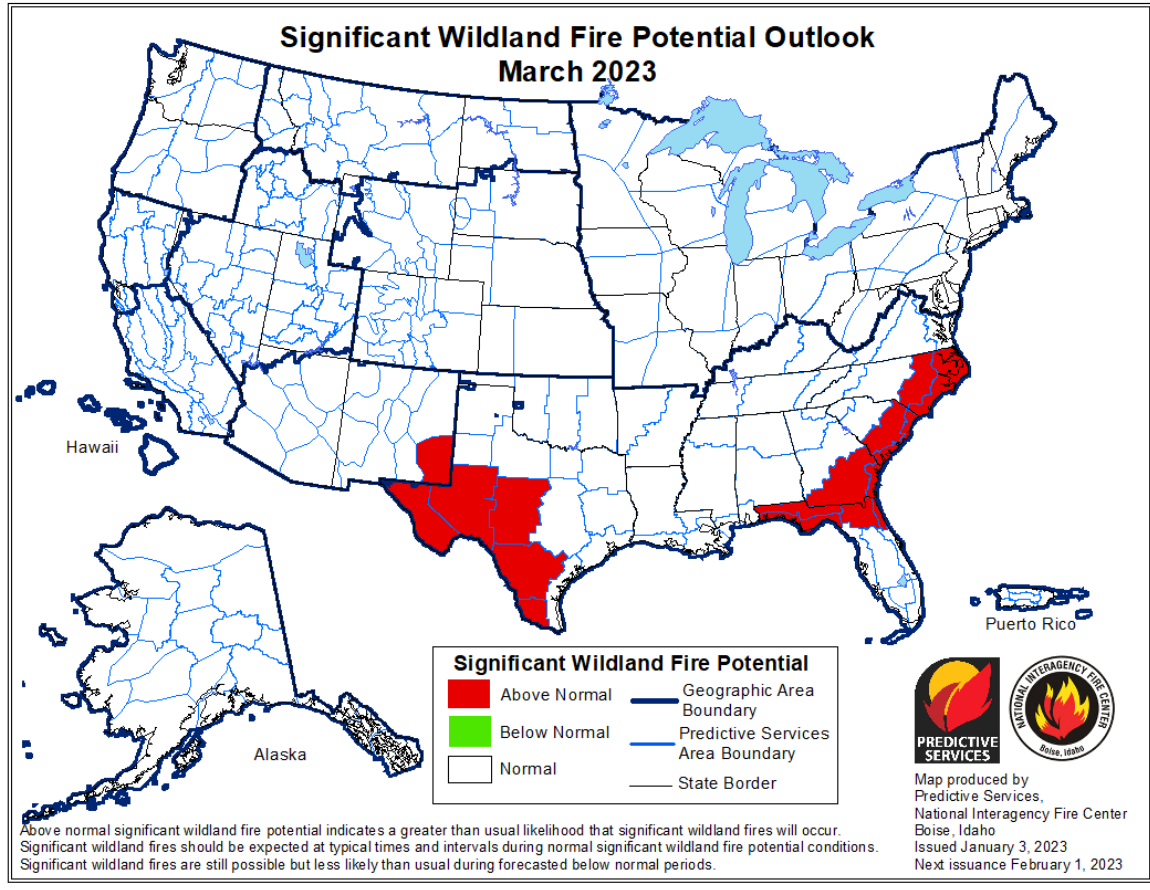 Significant Wildland Fire Potential Outlook
March 2023
Hawaii
Alaska
Puerto Rico
Significant Wildland Fire Potential
Above Normal
Below Normal
Normal
Geographic Area
Boundary
Predictive Services
Area Boundary
State Border
PREDICTIVE
SERVICES
NATIONAL INTERAGENCY FIRE CENTER
Boise, Idaho
Map produced by
Predictive Services,
National Interagency Fire Center
Boise, Idaho
Issued January 3, 2023
Next issuance February 1, 2023
Above normal significant wildland fire potential indicates a greater than usual likelihood that significant wildland fires will occur.
Significant wildland fires should be expected at typical times and intervals during normal significant wildland fire potential conditions.
Significant wildland fires are still possible but less likely than usual during forecasted below normal periods.